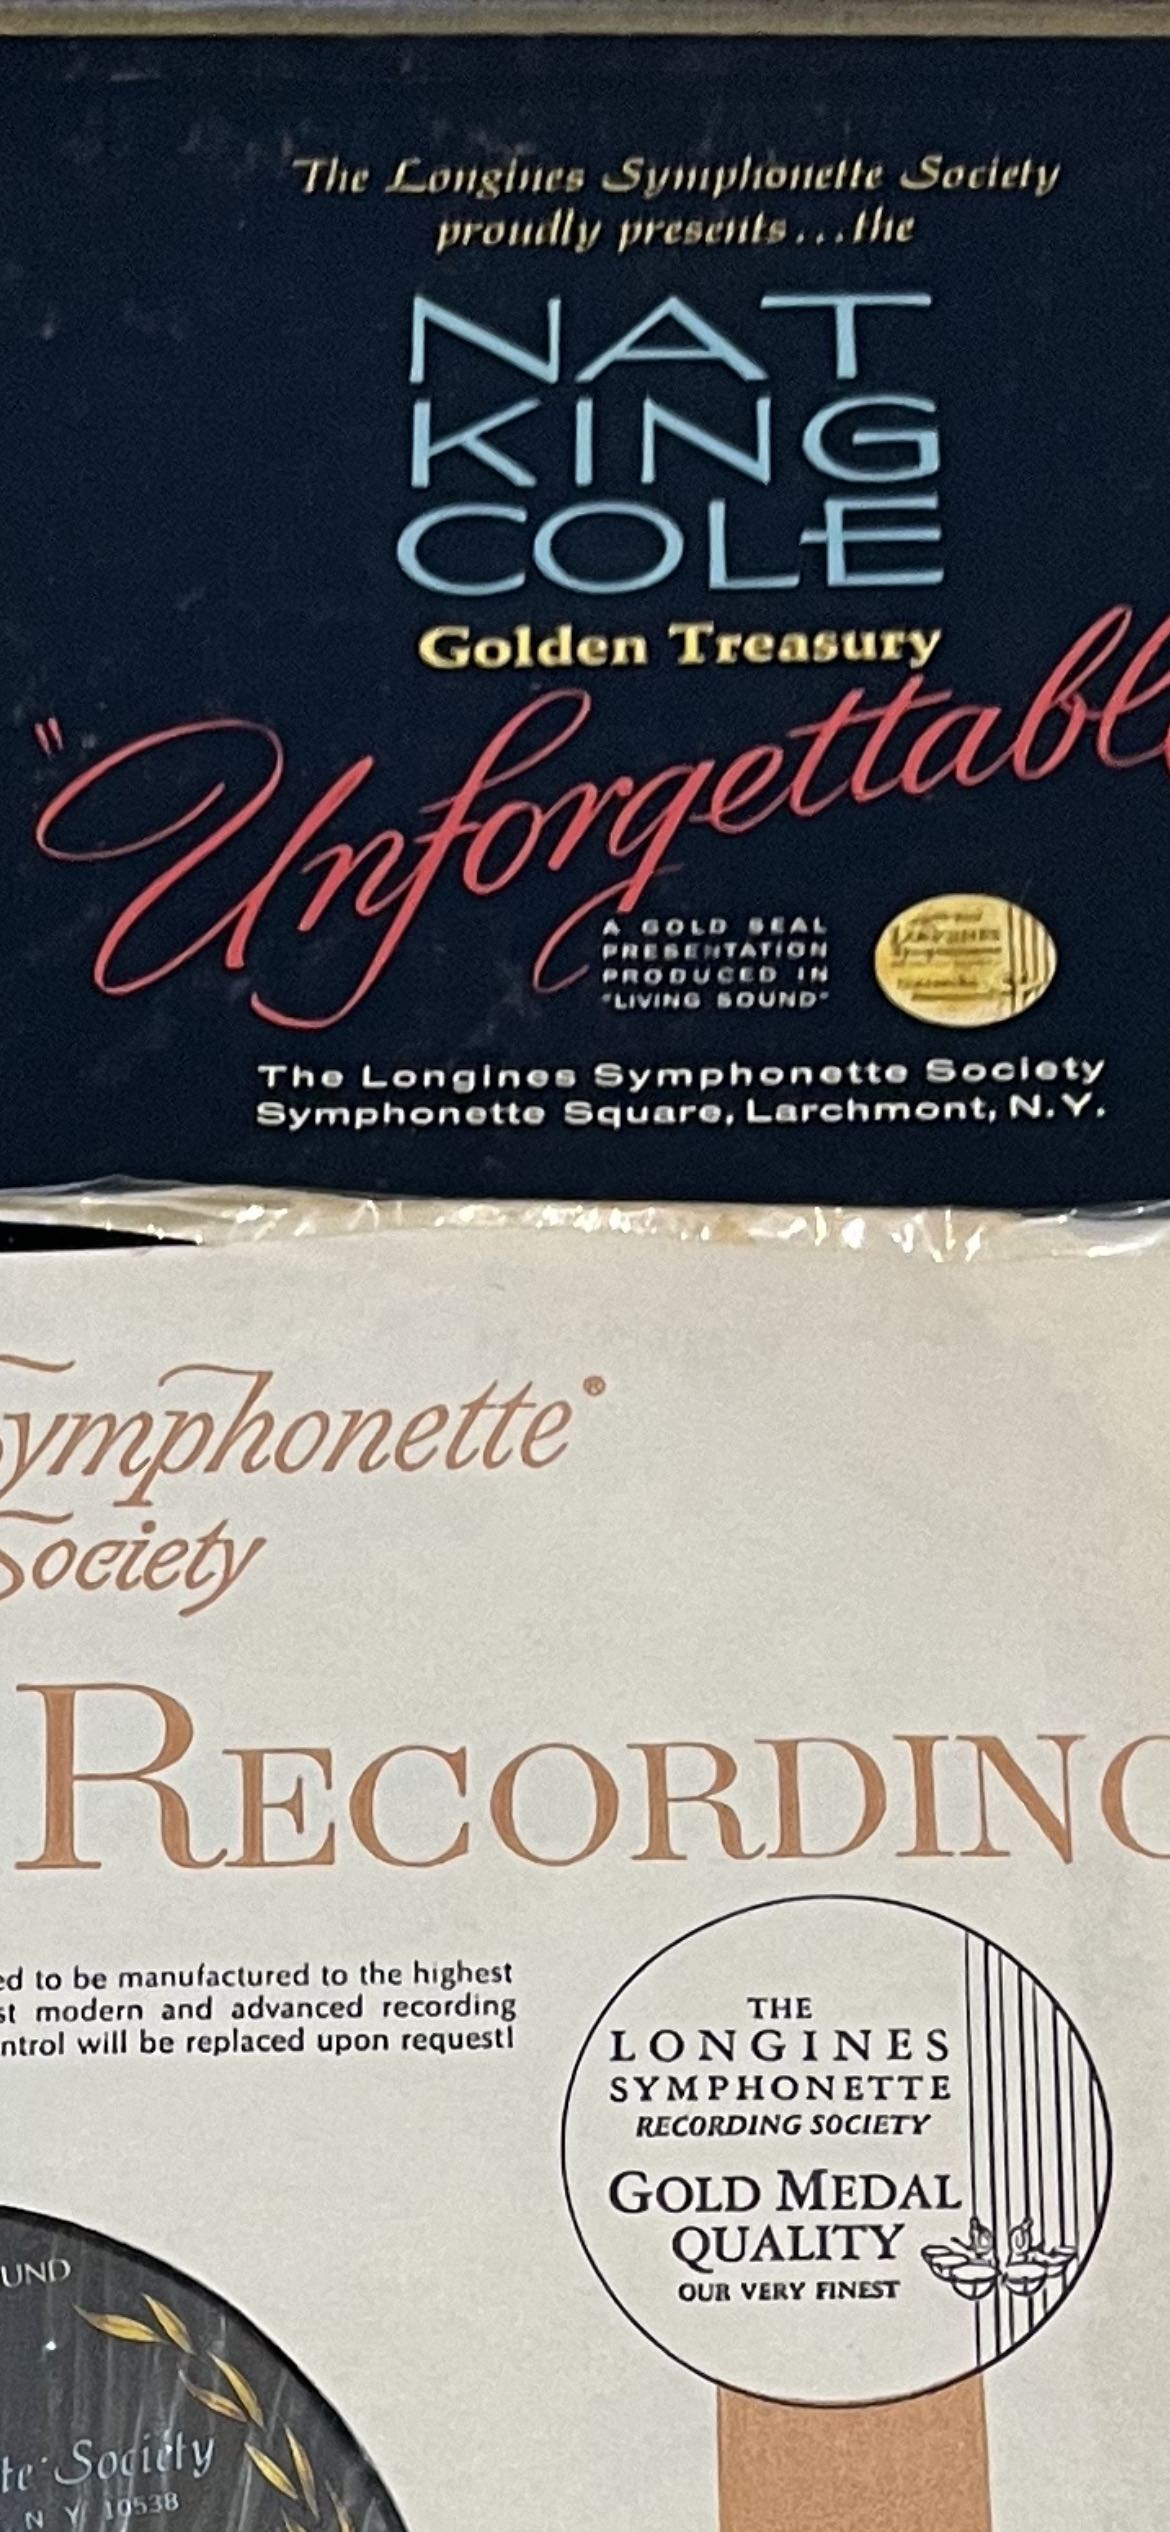 The Longines Symphonette Society
proudly presents...the
NAT
KING
COLE
Golden Treasury
"Unforgettabl
A GOLD SEAL
PRESENTATION
PRODUCED IN
"LIVING SOUND"
The Longines Symphonette Society
Symphonette Square, Larchmont, N.Y.
Symphonette®
Society
RECORDING
ed to be manufactured to the highest
st modern and advanced recording
ntrol will be replaced upon request!
THE
LONGINES
SYMPHONETTE
RECORDING SOCIETY
GOLD MEDAL
QUALITY
OUR VERY FINEST
UND
te Society
N Y 10538